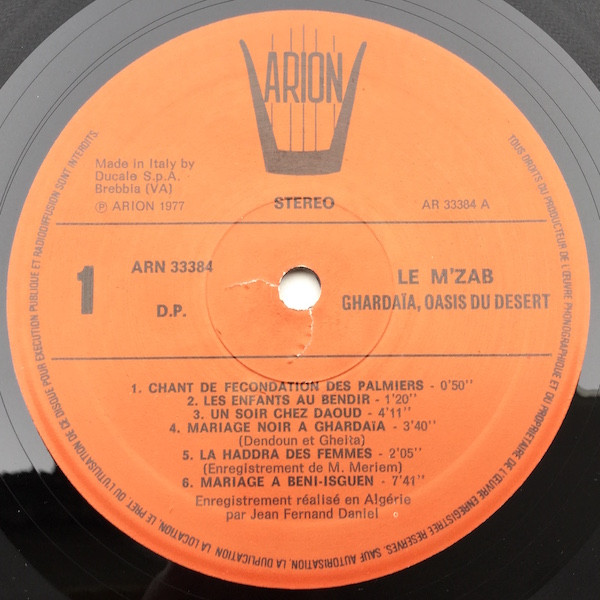 ARION
Made in Italy by
Ducale S.p.A.
Brebbia (VA)
Ⓟ ARION 1977
STEREO
AR 33384 A
1
ARN 33384
D.P.
LE M'ZAB
GHARDAÏA, OASIS DU DESERT
1. CHANT DE FECONDATION DES PALMIERS - 0'50''
2. LES ENFANTS AU BENDIR - 1'20''
3. UN SOIR CHEZ DAOUD - 4'11''
4. MARIAGE NOIR A GHARDAÏA - 3'40''
(Dendoun et Gheïta)
5. LA HADDRA DES FEMMES - 2'05''
(Enregistrement de M. Meriem)
6. MARIAGE A BENI-ISGUEN - 7'41''
Enregistrement réalisé en Algérie
par Jean Fernand Daniel
TOUS DROITS DU PRODUCTEUR DE L'ŒUVRE PHONOGRAPHIQUE ET DU PROPRIETAIRE DE L'ŒUVRE ENREGISTREE RESERVES. SAUF AUTORISATION, LA DUPLICATION, LA LOCATION, LE PRET, OU L'UTILISATION DE CE DISQUE POUR EXECUTION PUBLIQUE ET RADIODIFFUSION SONT INTERDITS.